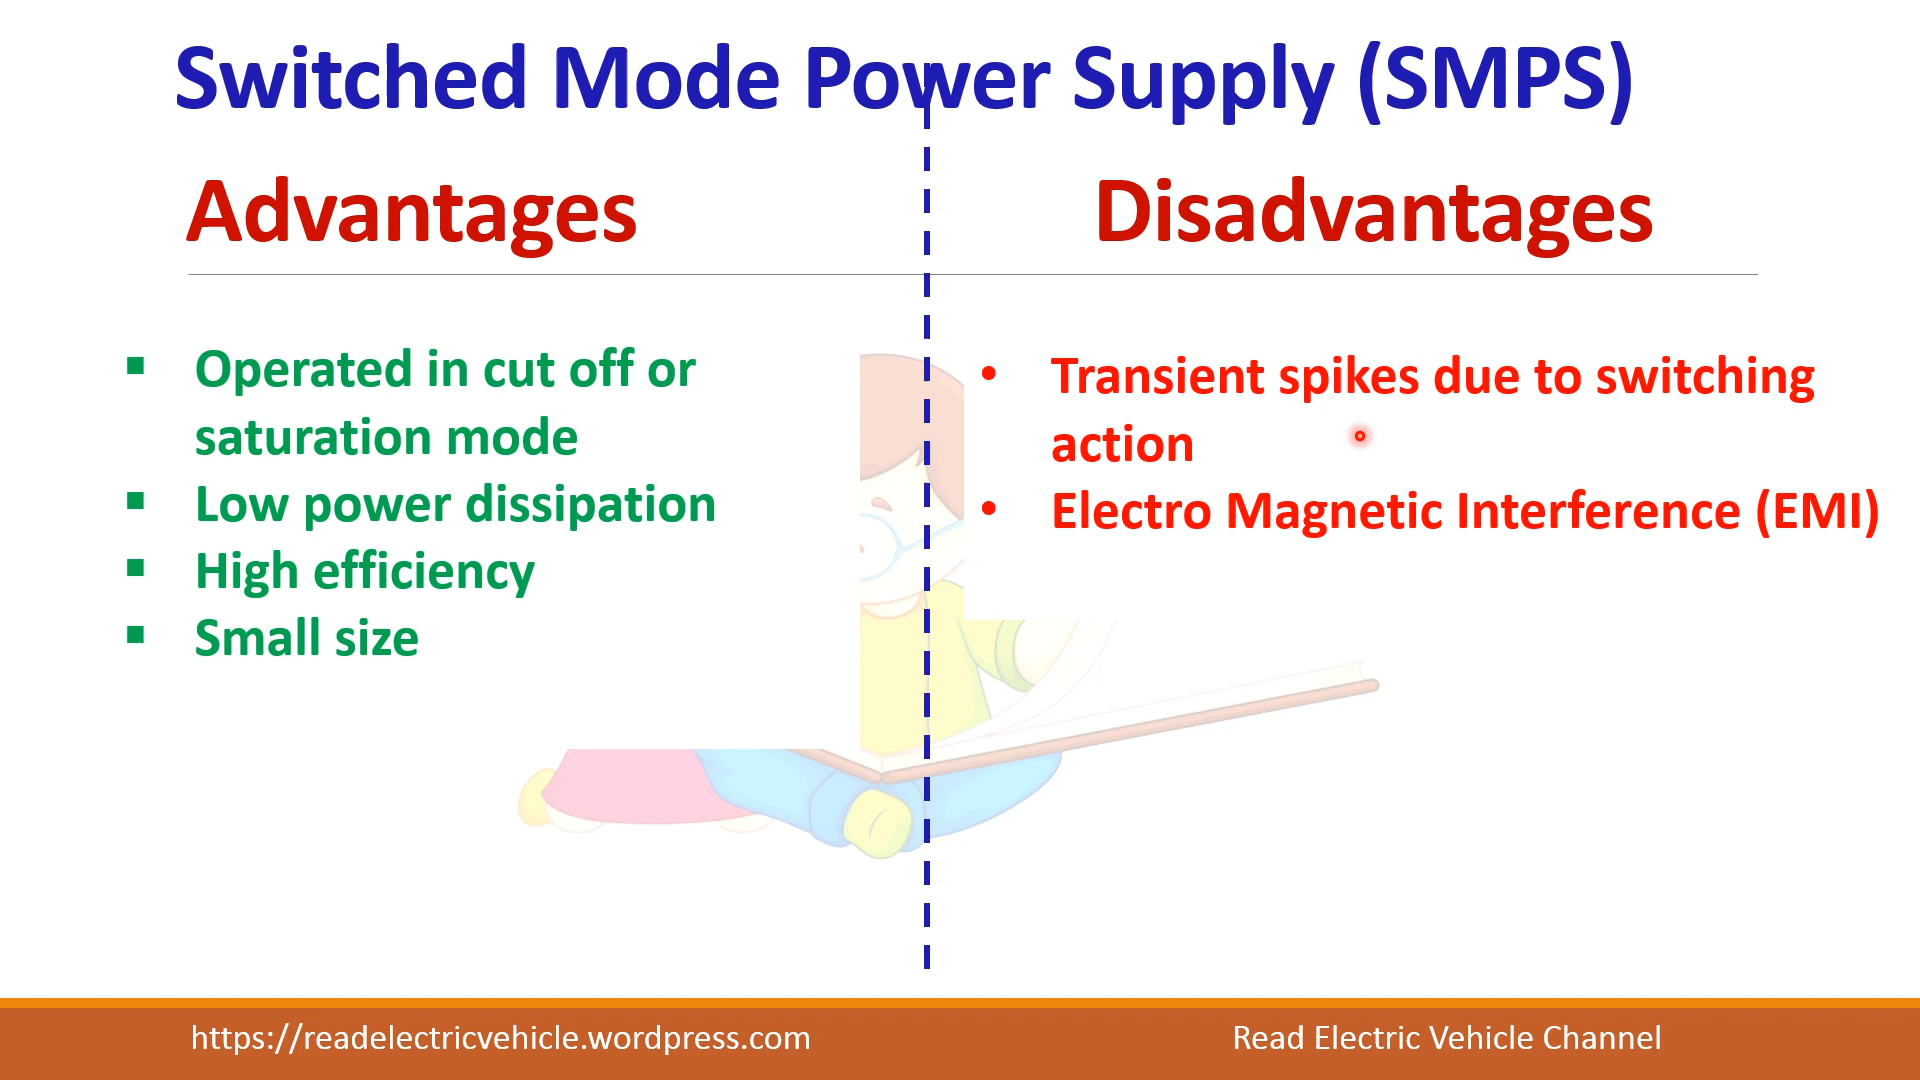 Switched Mode Power Supply (SMPS)
Advantages
Disadvantages
Operated in cut off or
saturation mode
Low power dissipation
High efficiency
Small size
Transient spikes due to switching
action
Electro Magnetic Interference (EMI)
https://readelectricvehicle.wordpress.com
Read Electric Vehicle Channel